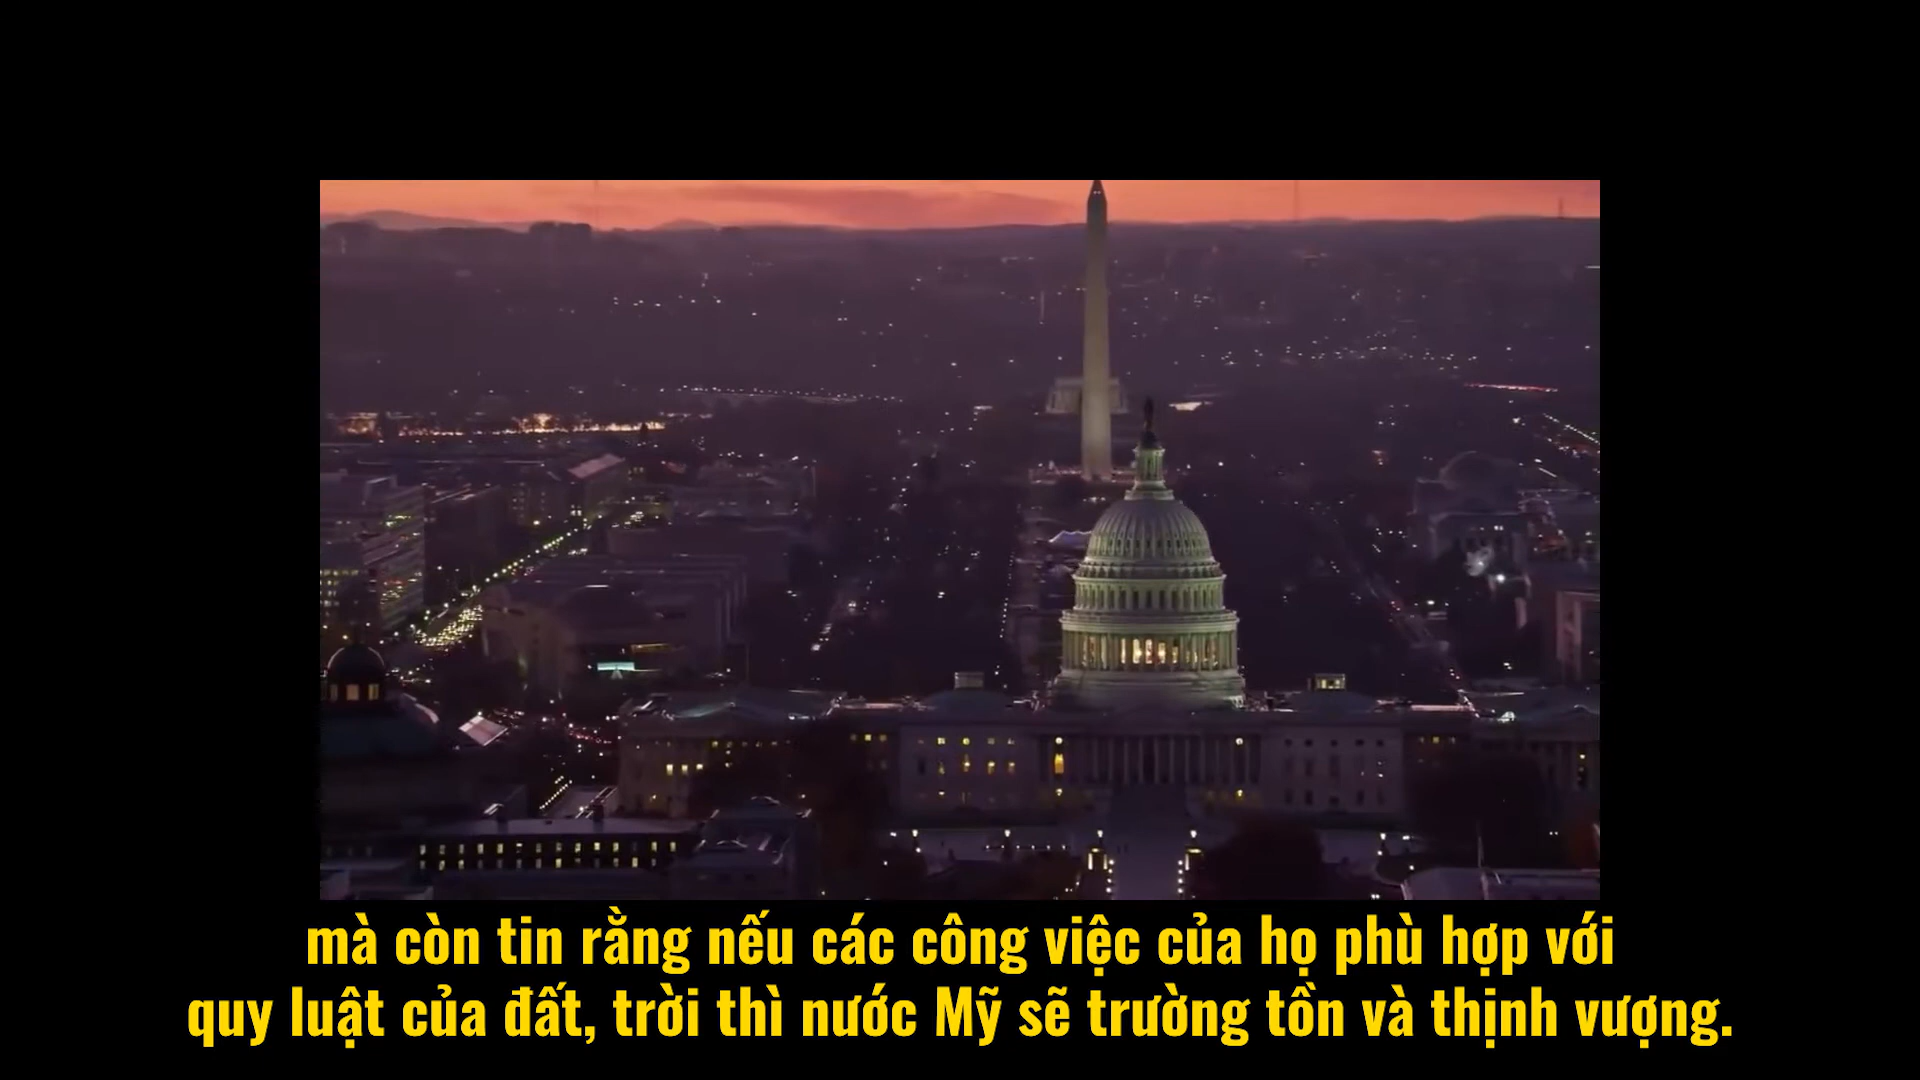 mà còn tin rằng nếu các công việc của họ phù hợp với
quy luật của đất, trời thì nước Mỹ sẽ trường tồn và thịnh vượng.